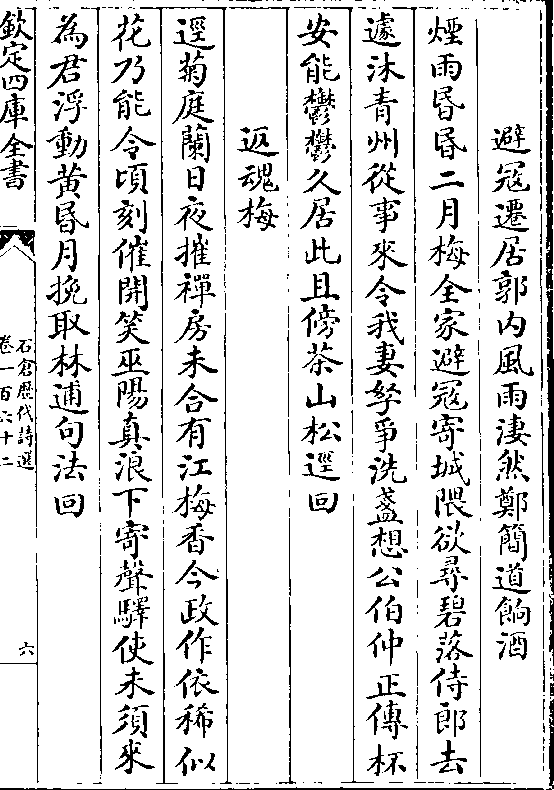 避冦遷居郭内風雨淒然鄭簡道餉酒
煙雨昏昏二月梅全家避冦寄城隈欲尋碧落侍郎去
遽沐青州從事來令我妻孥爭洗盞想公伯仲正傳杯
安能鬱鬱久居此且傍茶山松逕回
返魂梅
逕菊庭蘭日夜摧禪房未合有江梅香今政作依稀似
花乃能令頃刻催開笑巫陽真浪下寄聲驛使未須來
為君浮動黄昏月挽取林逋句法回
欽定四庫全書
石倉歷代詩選
卷一百六十二
六